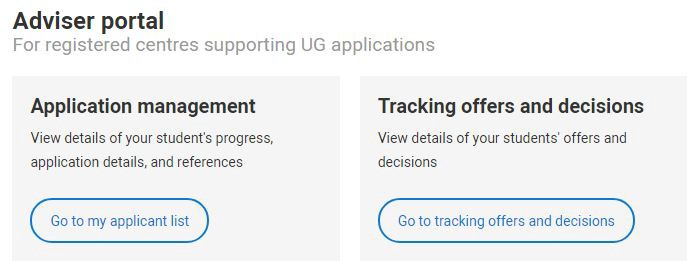 Adviser portal
For registered centres supporting UG applications
Application management
View details of your student's progress,
application details, and references
Go to my applicant list
Tracking offers and decisions
View details of your students' offers and
decisions
Go to tracking offers and decisions